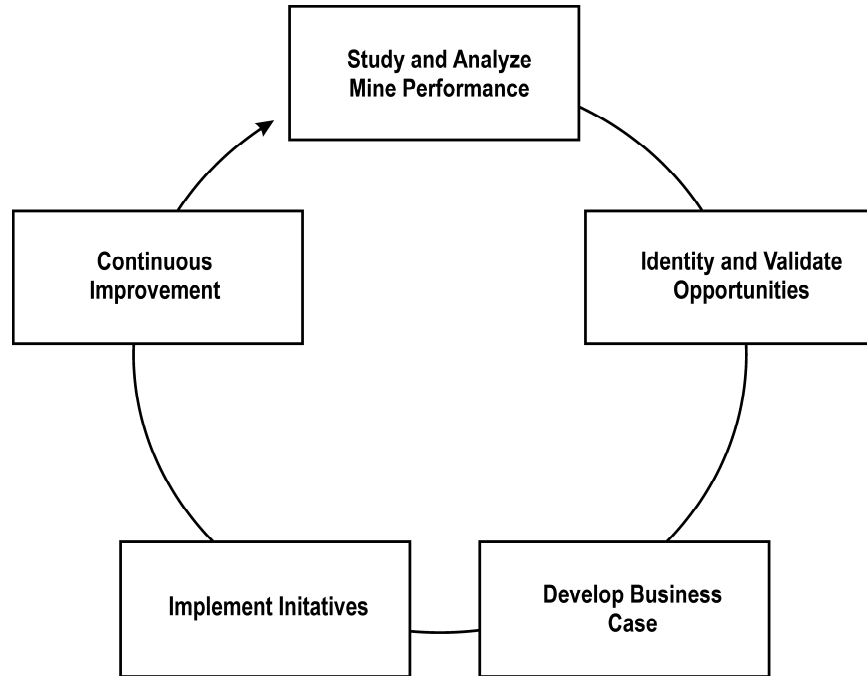 Study and Analyze
Mine Performance
Identity and Validate
Opportunities
Develop Business
Case
Implement Initatives
Continuous
Improvement